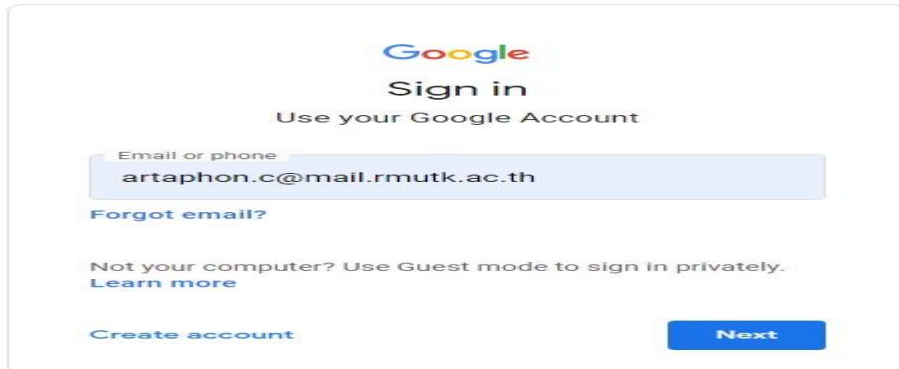 Google
Sign in
Use your Google Account
Email or phone
artaphon.c@mail.rmutk.ac.th
Forgot email?
Not your computer? Use Guest mode to sign in privately.
Learn more
Create account
Next